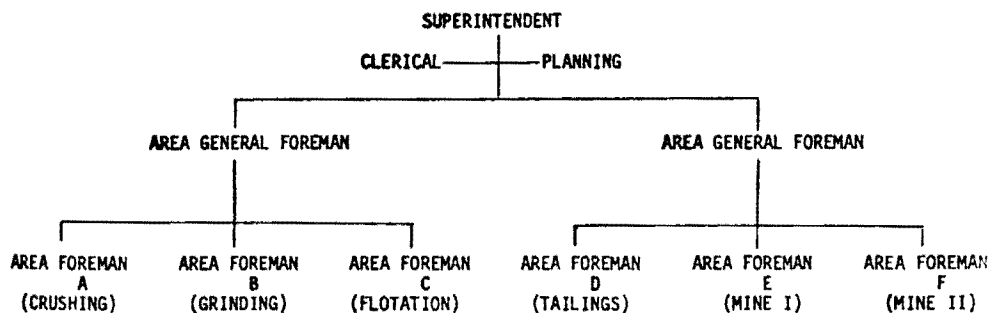 SUPERINTENDENT
CLERICAL PLANNING
AREA GENERAL FOREMAN AREA GENERAL FOREMAN
AREA FOREMAN AREA FOREMAN AREA FOREMAN AREA FOREMAN AREA FOREMAN AREA FOREMAN
A B C D E F
(CRUSHING) (GRINDING) (FLOTATION) (TAILINGS) (MINE I) (MINE II)